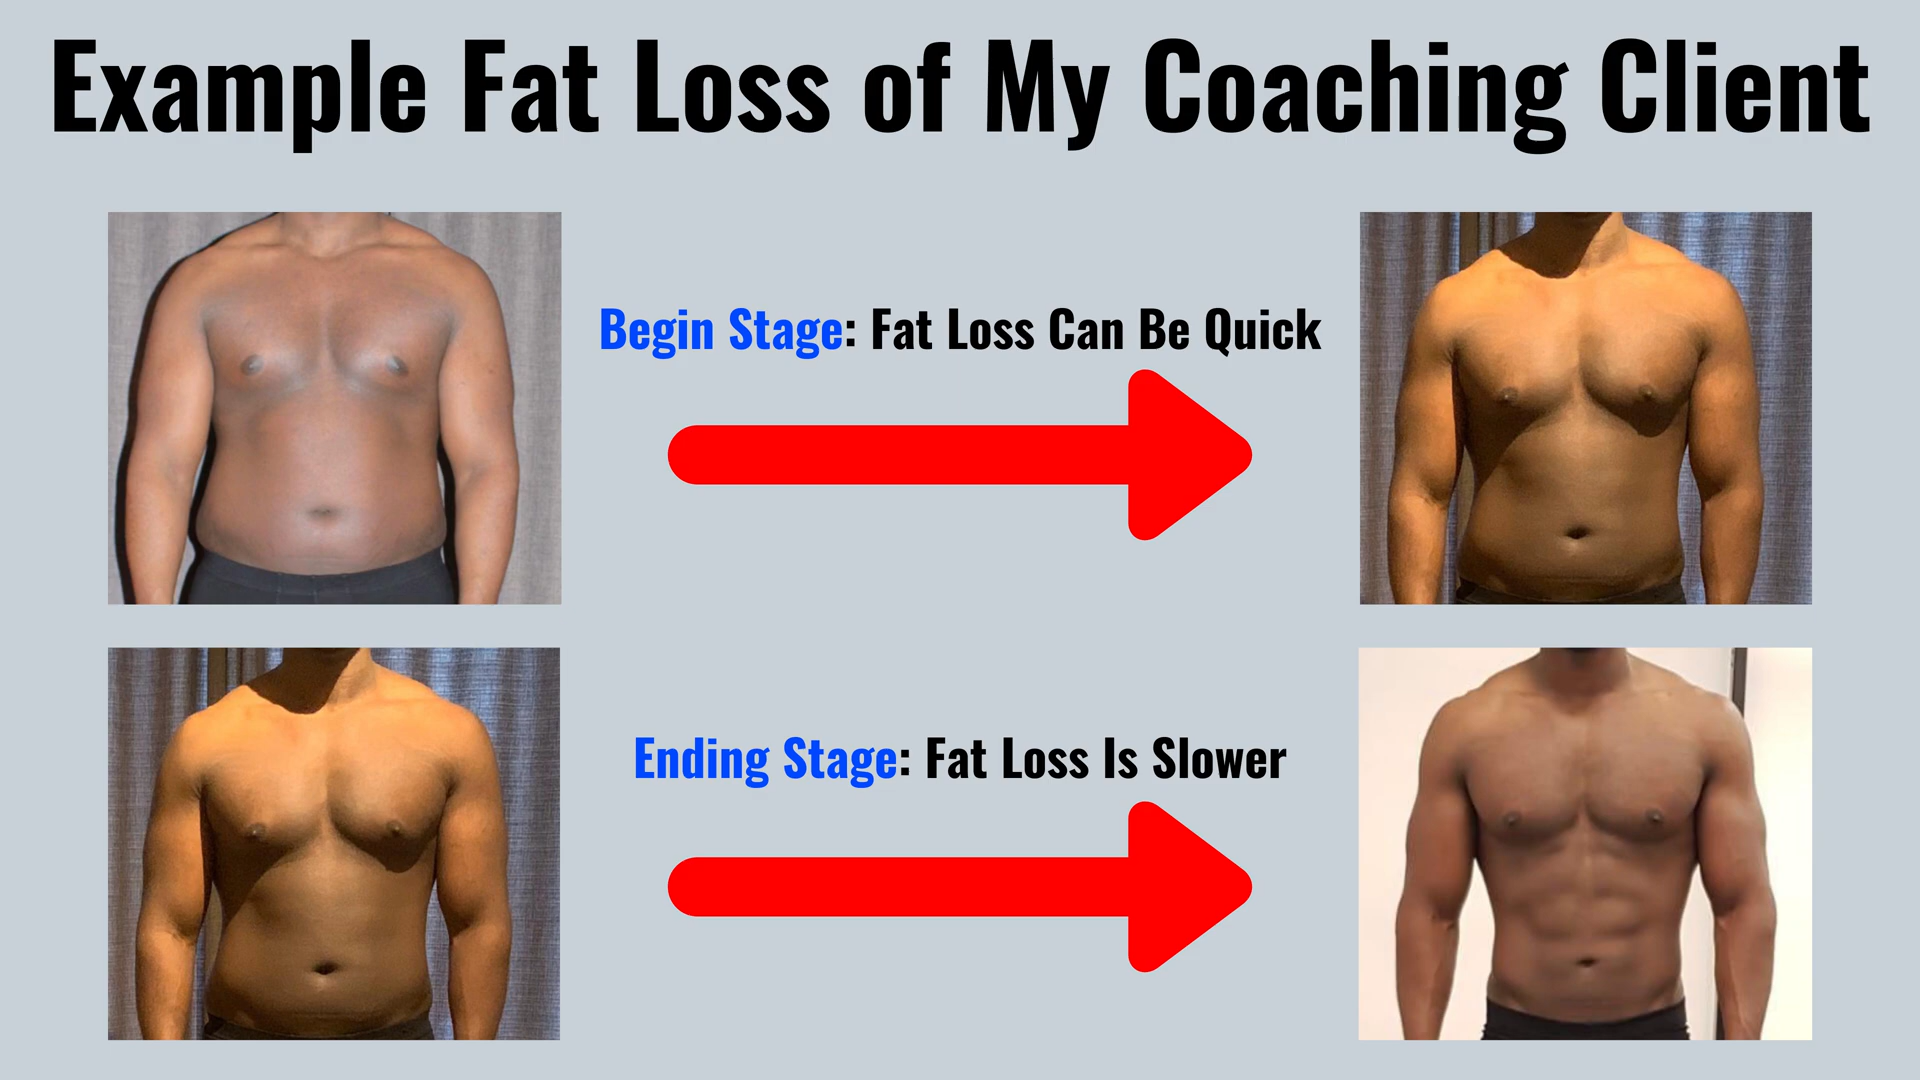 Example Fat Loss of My Coaching Client
Begin Stage: Fat Loss Can Be Quick
Ending Stage: Fat Loss Is Slower